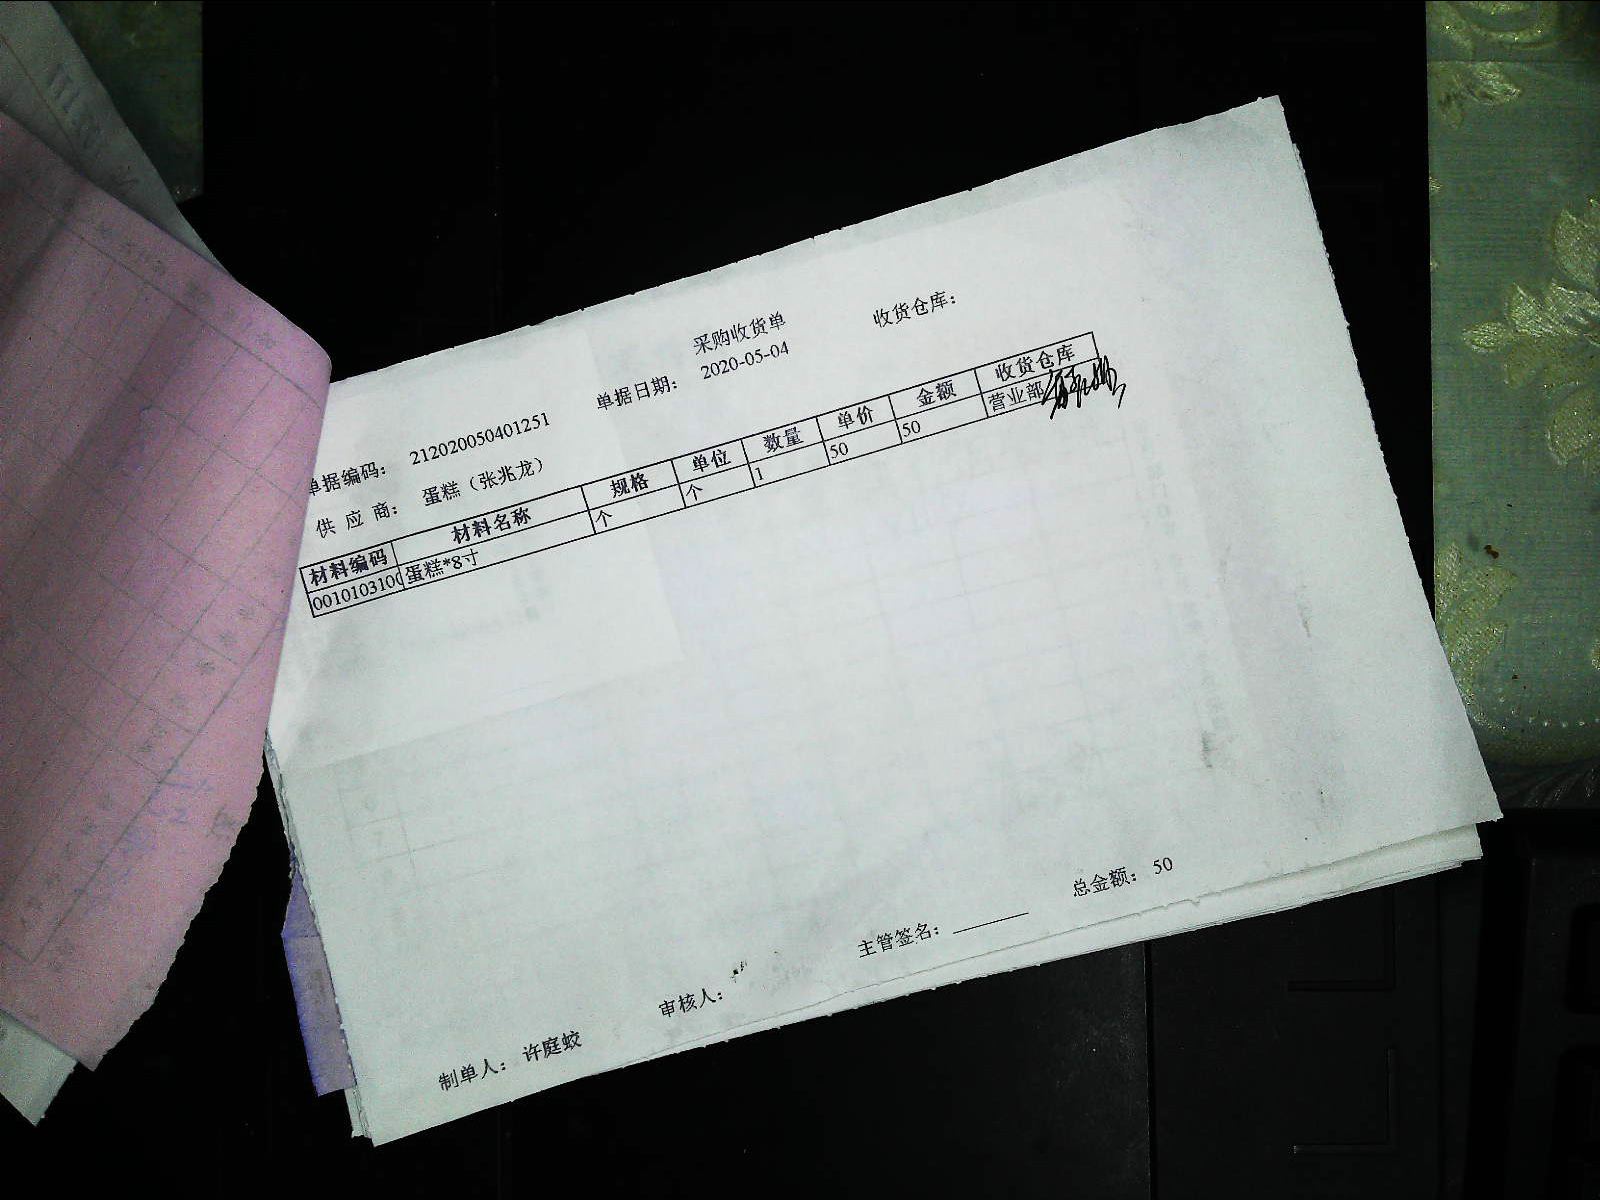 采购收货单
收货仓库：
单据编码： 212020050401251 单据日期： 2020-05-04
供 应 商： 蛋糕（张兆龙）
材料编码 材料名称 规格 单位 数量 单价 金额 收货仓库
0010103100 蛋糕*8寸 个 个 1 50 50 营业部
总金额： 50
制单人： 许庭蛟 审核人： 主管签名：